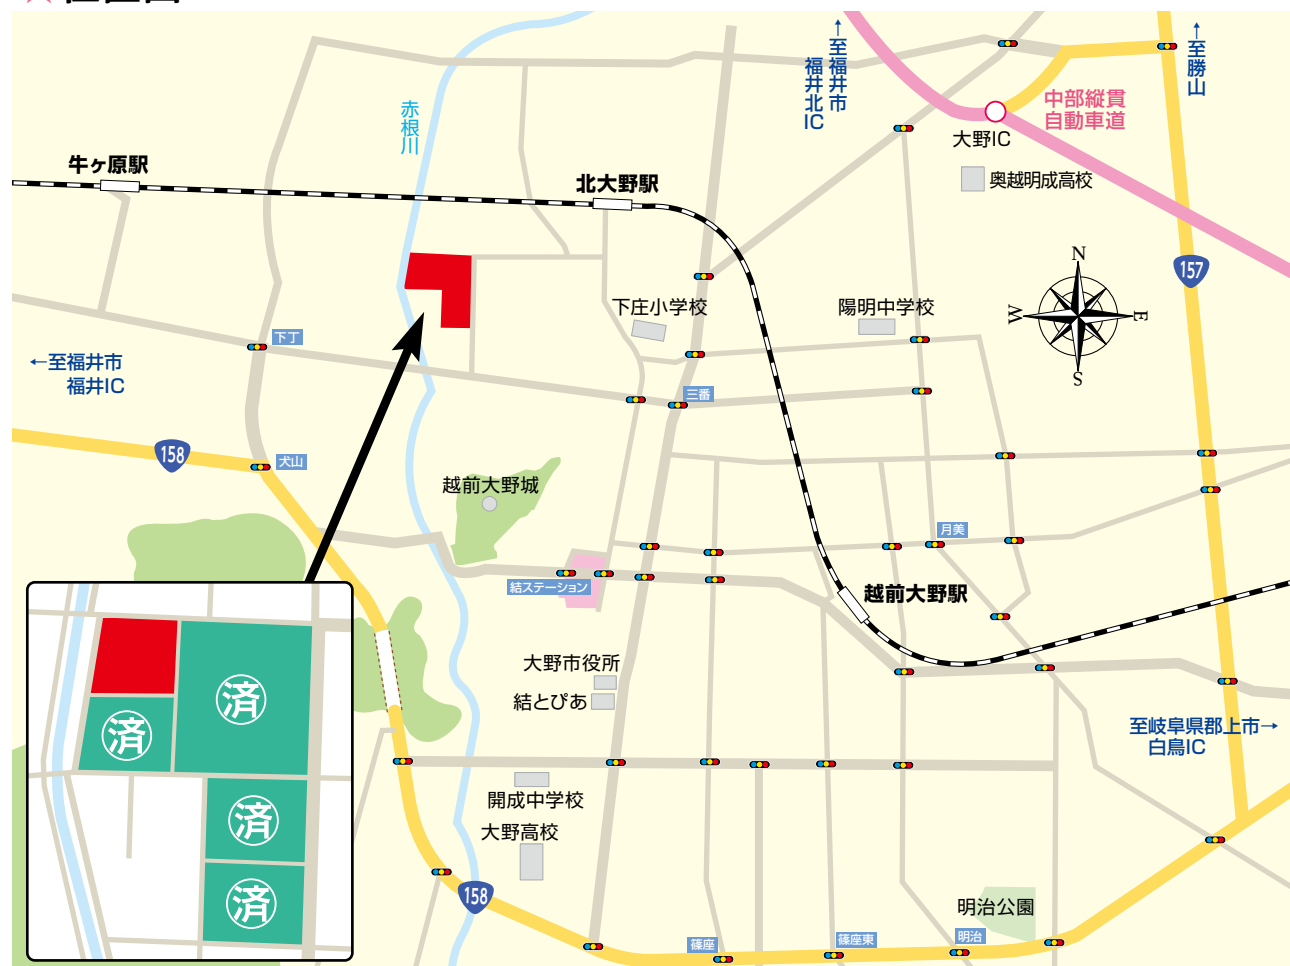 ↑至福井市
福井北IC
↑至勝山
中部縦貫
自動車道
大野IC
赤根川
牛ヶ原駅
北大野駅
奥越明成高校
N
W
E
S
157
下庄小学校
陽明中学校
下丁
←至福井市
福井IC
三番
158
犬山
越前大野城
月美
結ステーション
越前大野駅
大野市役所
結とぴあ
至岐阜県郡上市→
白鳥IC
済
済
済
済
開成中学校
大野高校
158
明治公園
篠座
篠座東
明治